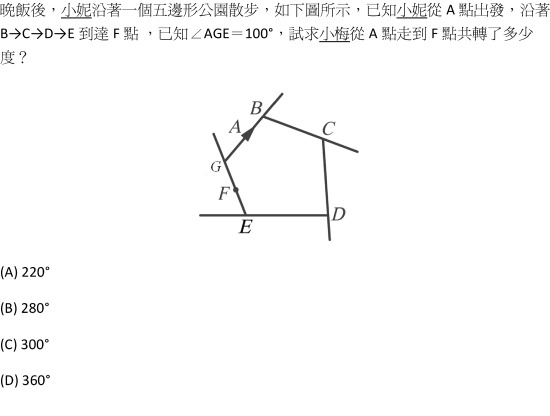 晚飯後，小妮沿著一個五邊形公園散步，如下圖所示，已知小妮從 A 點出發，沿著
B→C→D→E 到達 F 點 ，已知∠AGE＝100°，試求小梅從 A 點走到 F 點共轉了多少
度？
B
A
C
G
F
D
E
(A) 220°
(B) 280°
(C) 300°
(D) 360°